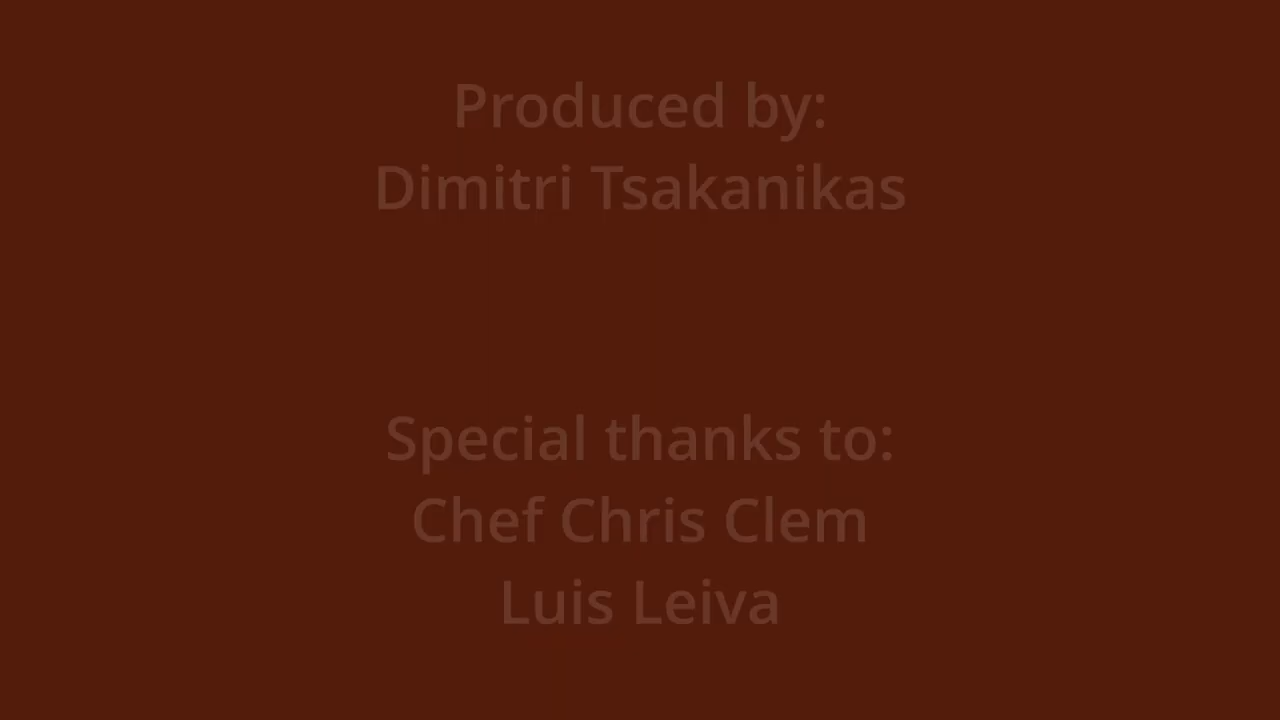 Produced by:
Dimitri Tsakanikas
Special thanks to:
Chef Chris Clem
Luis Leiva